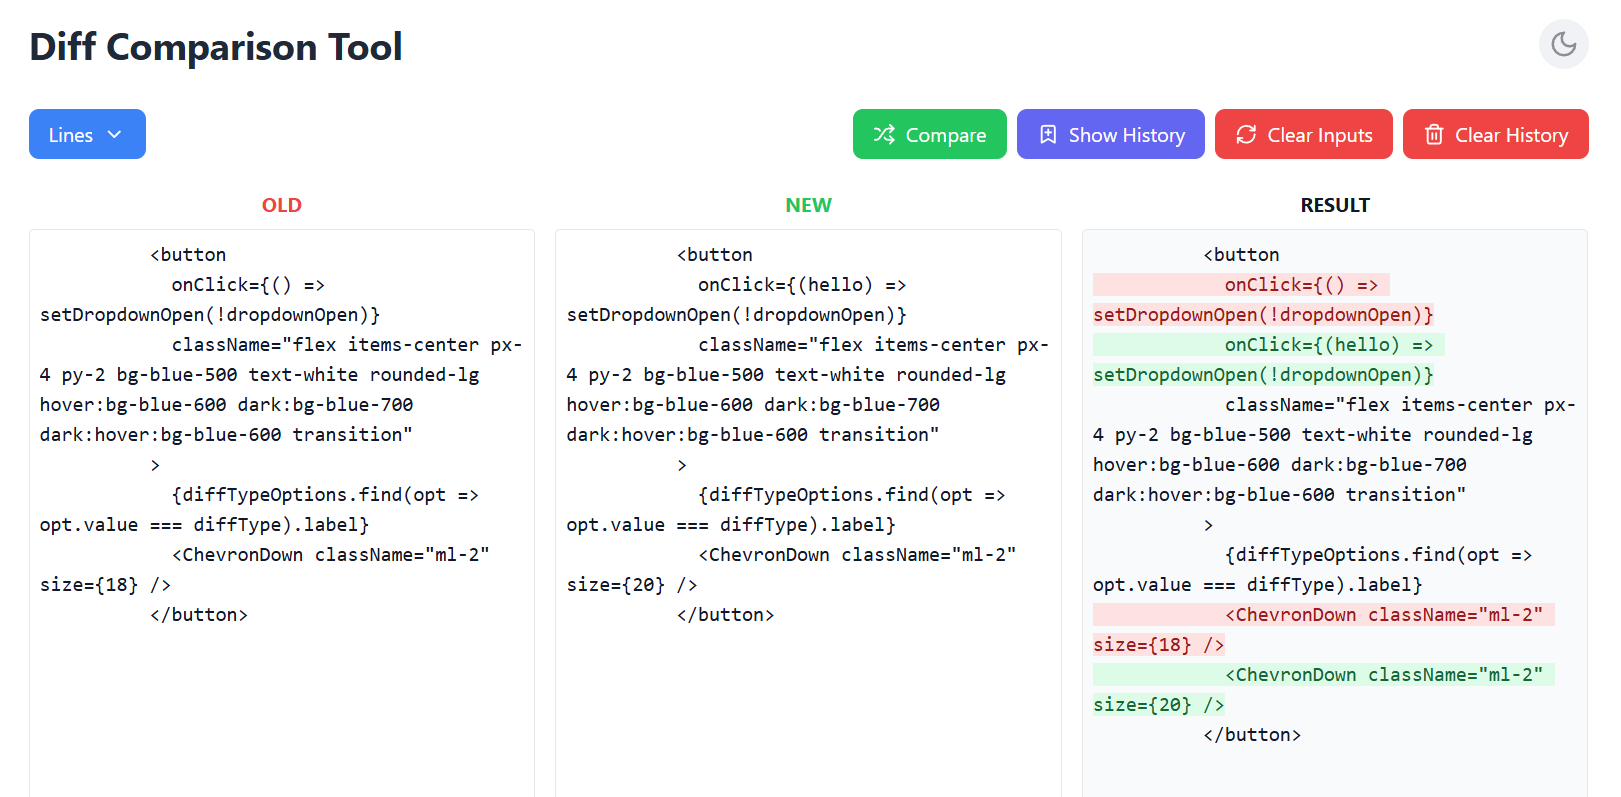 Diff Comparison Tool
Lines
Compare
Show History
Clear Inputs
Clear History
OLD
<button
onClick={() =>
setDropdownOpen(!dropdownOpen)}
className="flex items-center px-
4 py-2 bg-blue-500 text-white rounded-lg
hover:bg-blue-600 dark:bg-blue-700
dark:hover:bg-blue-600 transition"
>
{diffTypeOptions.find(opt =>
opt.value === diffType).label}
<ChevronDown className="ml-2"
size={18} />
</button>
NEW
<button
onClick={(hello) =>
setDropdownOpen(!dropdownOpen)}
className="flex items-center px-
4 py-2 bg-blue-500 text-white rounded-lg
hover:bg-blue-600 dark:bg-blue-700
dark:hover:bg-blue-600 transition"
>
{diffTypeOptions.find(opt =>
opt.value === diffType).label}
<ChevronDown className="ml-2"
size={20} />
</button>
RESULT
<button
onClick={() =>
setDropdownOpen(!dropdownOpen)}
onClick={(hello) =>
setDropdownOpen(!dropdownOpen)}
className="flex items-center px-
4 py-2 bg-blue-500 text-white rounded-lg
hover:bg-blue-600 dark:bg-blue-700
dark:hover:bg-blue-600 transition"
>
{diffTypeOptions.find(opt =>
opt.value === diffType).label}
<ChevronDown className="ml-2"
size={18} />
<ChevronDown className="ml-2"
size={20} />
</button>